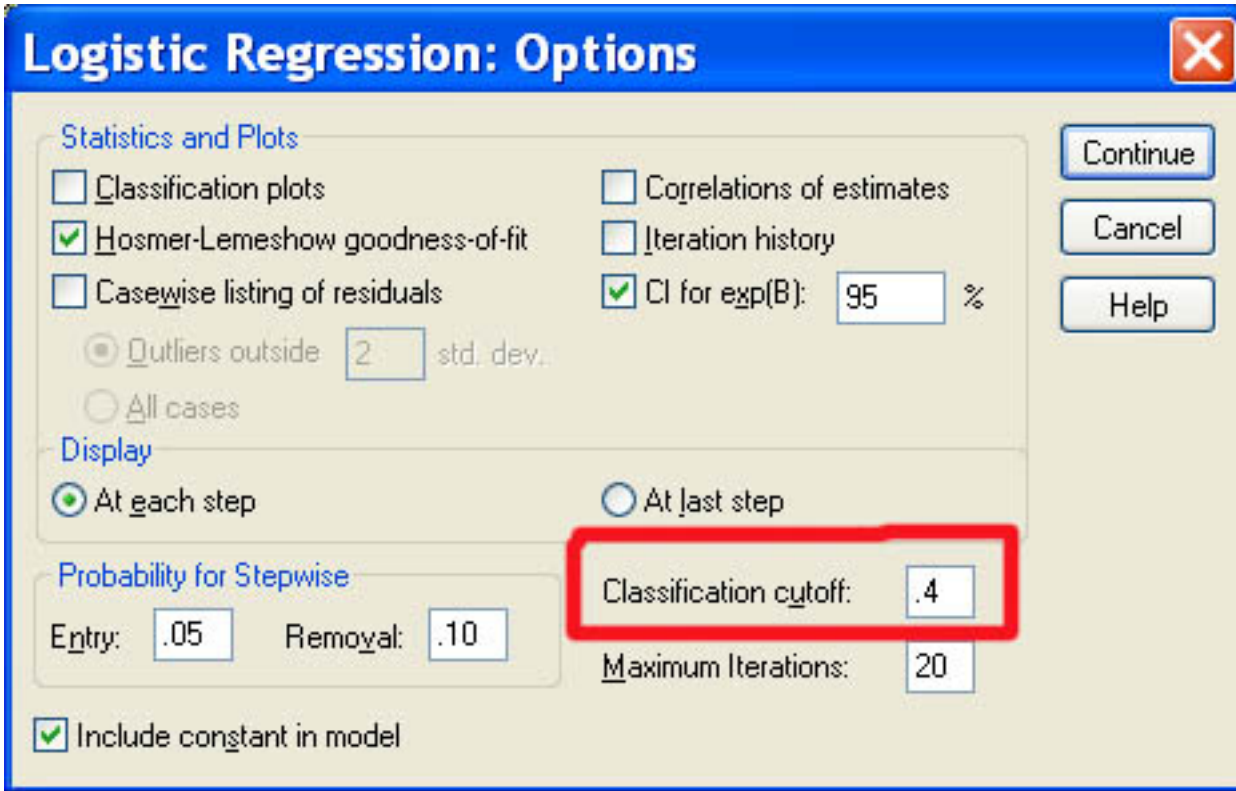 Logistic Regression: Options
Statistics and Plots
Classification plots
Correlations of estimates
Hosmer-Lemeshow goodness-of-fit
Iteration history
Casewise listing of residuals
CI for exp(B): 95 %
Outliers outside 2 std. dev.
All cases
Continue
Cancel
Help
Display
At each step
At last step
Probability for Stepwise
Entry: .05 Removal: .10
Classification cutoff: .4
Maximum Iterations: 20
Include constant in model